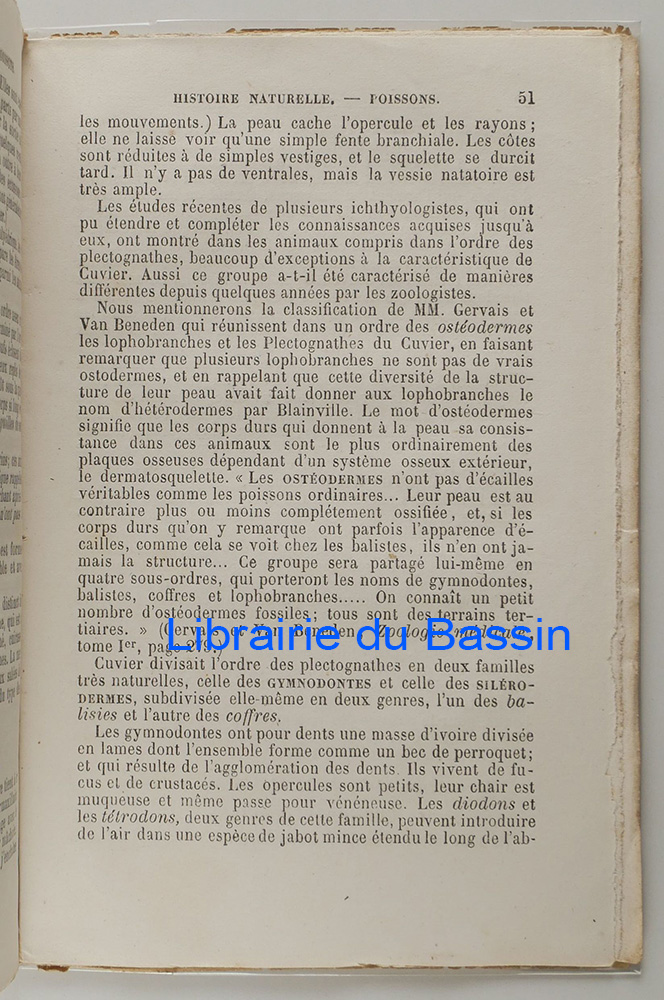 HISTOIRE NATURELLE. — POISSONS. 51
les mouvements.) La peau cache l'opercule et les rayons ;
elle ne laisse voir qu'une simple fente branchiale. Les côtes
sont réduites à de simples vestiges, et le squelette se durcit
tard. Il n'y a pas de ventrales, mais la vessie natatoire est
très ample.
Les études récentes de plusieurs ichthyologistes, qui ont
pu étendre et compléter les connaissances acquises jusqu'à
eux, ont montré dans les animaux compris dans l'ordre des
plectognathes, beaucoup d'exceptions à la caractéristique de
Cuvier. Aussi ce groupe a-t-il été caractérisé de manières
différentes depuis quelques années par les zoologistes.
Nous mentionnerons la classification de MM. Gervais et
Van Beneden qui réunissent dans un ordre des ostéodermes
les lophobranches et les Plectognathes du Cuvier, en faisant
remarquer que plusieurs lophobranches ne sont pas de vrais
ostodermes, et en rappelant que cette diversité de la struc-
ture de leur peau avait fait donner aux lophobranches le
nom d'hétérodermes par Blainville. Le mot d'ostéodermes
signifie que les corps durs qui donnent à la peau sa consis-
tance dans ces animaux sont le plus ordinairement des
plaques osseuses dépendant d'un système osseux extérieur,
le dermatosquelette. « Les OSTÉODERMES n'ont pas d'écailles
véritables comme les poissons ordinaires... Leur peau est au
contraire plus ou moins complétement ossifiée, et, si les
corps durs qu'on y remarque ont parfois l'apparence d'é-
cailles, comme cela se voit chez les balistes, ils n'en ont ja-
mais la structure... Ce groupe sera partagé lui-même en
quatre sous-ordres, qui porteront les noms de gymnodontes,
balistes, coffres et lophobranches..... On connaît un petit
nombre d'ostéodermes fossiles ; tous sont des terrains ter-
tiaires. » (Gervais et Van Beneden, Zoologie médicale,
tome Ier, page 279.)
Librairie du Bassin
Cuvier divisait l'ordre des plectognathes en deux familles
très naturelles, celle des GYMNODONTES et celle des SILÉRO-
DERMES, subdivisée elle-même en deux genres, l'un des ba-
lisies et l'autre des coffres.
Les gymnodontes ont pour dents une masse d'ivoire divisée
en lames dont l'ensemble forme comme un bec de perroquet ;
et qui résulte de l'agglomération des dents. Ils vivent de fu-
cus et de crustacés. Les opercules sont petits, leur chair est
muqueuse et même passe pour vénéneuse. Les diodons et
les tétrodons, deux genres de cette famille, peuvent introduire
de l'air dans une espèce de jabot mince étendu le long de l'ab-